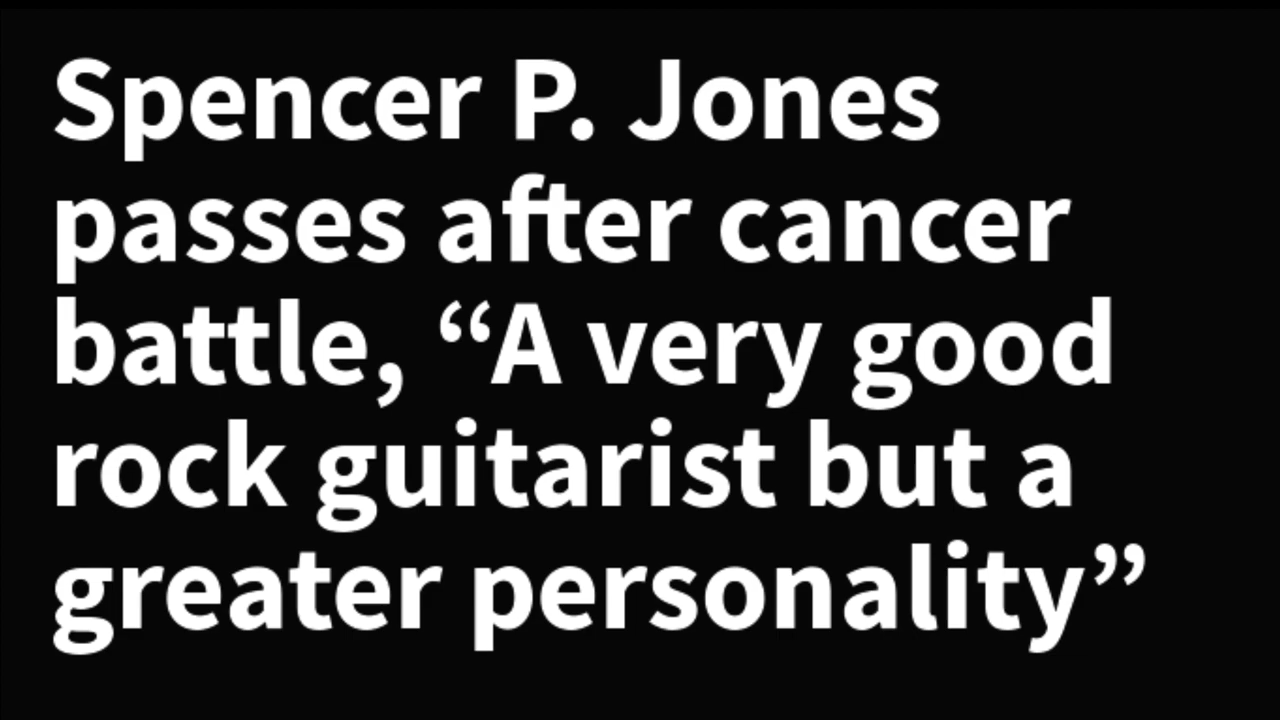 Spencer P. Jones
passes after cancer
battle, “A very good
rock guitarist but a
greater personality”